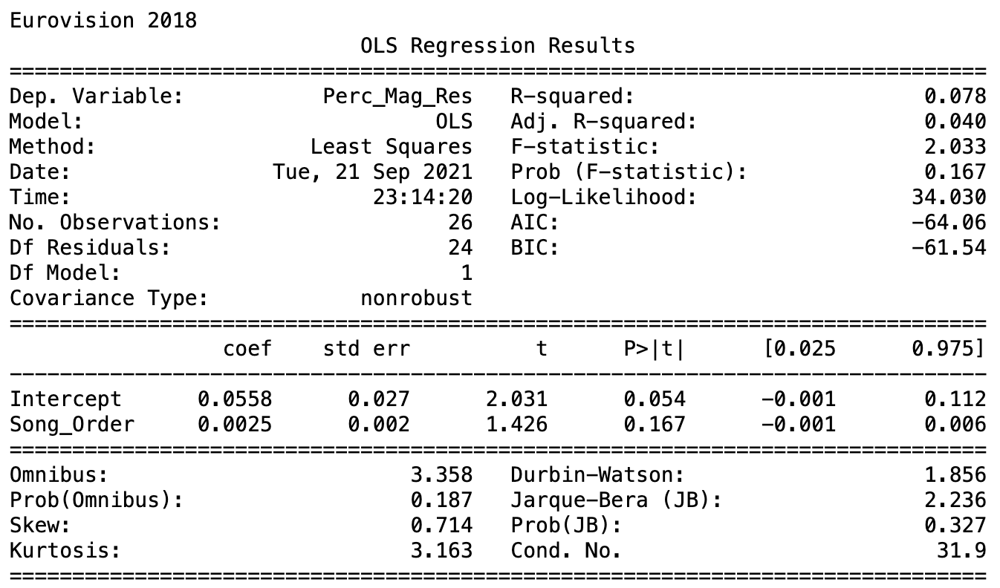 Eurovision 2018
                            OLS Regression Results
==============================================================================
Dep. Variable:           Perc_Mag_Res   R-squared:                       0.078
Model:                            OLS   Adj. R-squared:                  0.040
Method:                 Least Squares   F-statistic:                     2.033
Date:                Tue, 21 Sep 2021   Prob (F-statistic):              0.167
Time:                        23:14:20   Log-Likelihood:                 34.030
No. Observations:                  26   AIC:                            -64.06
Df Residuals:                      24   BIC:                            -61.54
Df Model:                           1
Covariance Type:            nonrobust
==============================================================================
                 coef    std err          t      P>|t|      [0.025      0.975]
------------------------------------------------------------------------------
Intercept      0.0558      0.027      2.031      0.054      -0.001       0.112
Song_Order     0.0025      0.002      1.426      0.167      -0.001       0.006
==============================================================================
Omnibus:                        3.358   Durbin-Watson:                   1.856
Prob(Omnibus):                  0.187   Jarque-Bera (JB):                2.236
Skew:                           0.714   Prob(JB):                        0.327
Kurtosis:                       3.163   Cond. No.                         31.9
==============================================================================